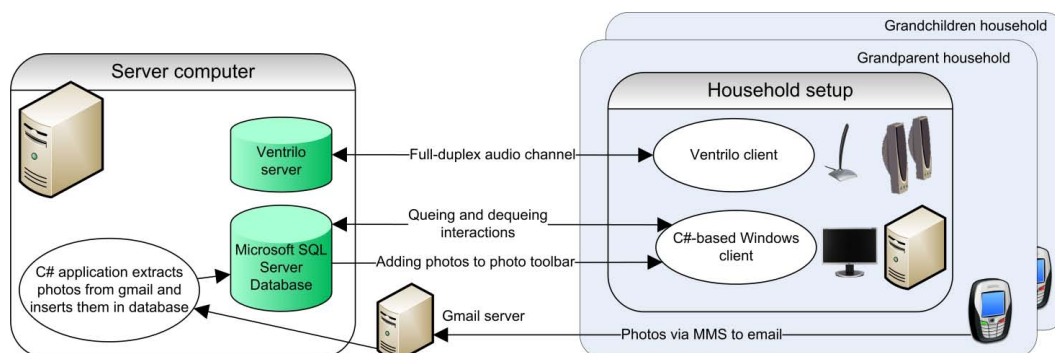 Grandchildren household
Grandparent household
Server computer
Household setup
Ventrilo
server
Full-duplex audio channel
Ventrilo client
Queing and dequeing
interactions
Microsoft SQL
Server
Database
C#-based Windows
client
Adding photos to photo toolbar
C# application extracts
photos from gmail and
inserts them in database
Gmail server
Photos via MMS to email